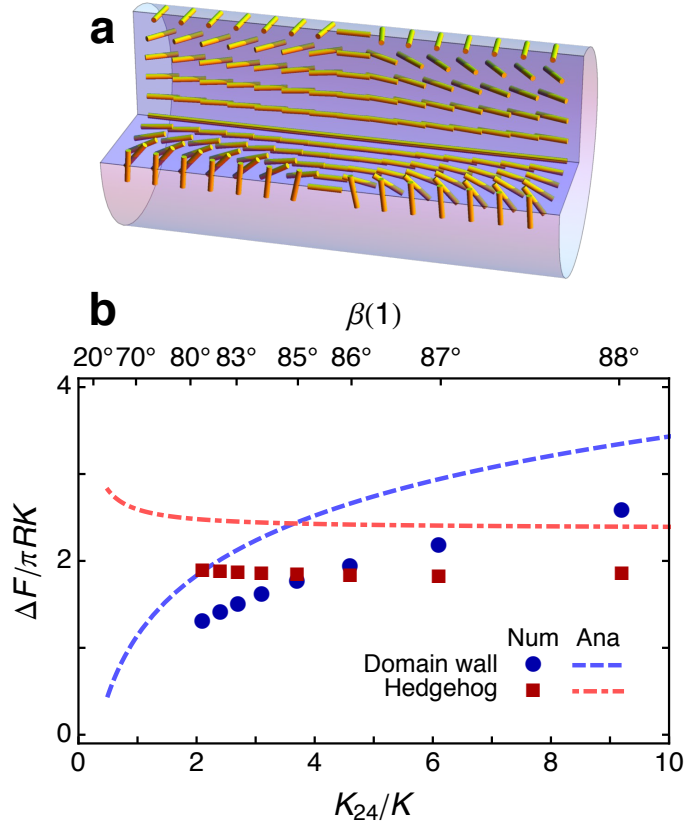 a
b
β(1)
20° 70° 80° 83° 85° 86° 87° 88°
4
2
0
ΔF/πRK
Num Ana
Domain wall
Hedgehog
0 2 4 6 8 10
K₂₄/K